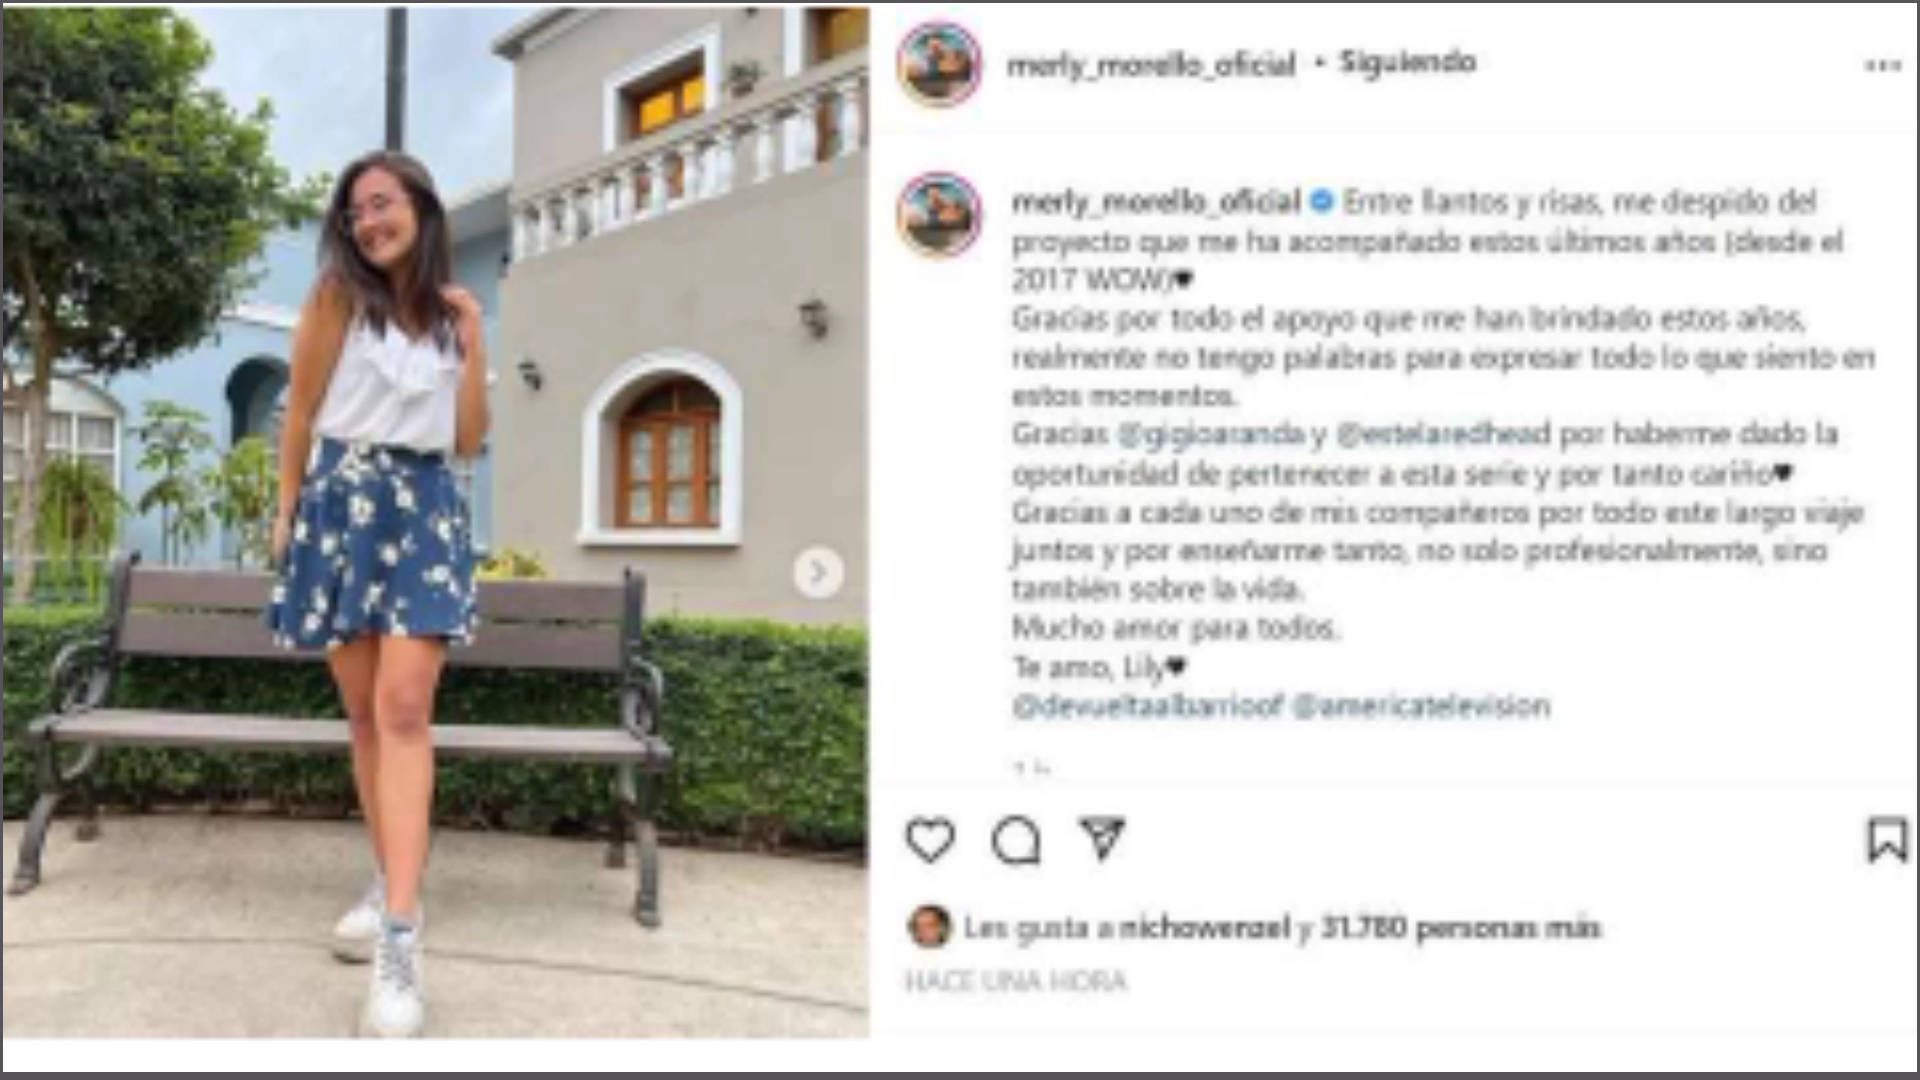 merly_morello_oficial • Siguiendo
merly_morello_oficial Entre llantos y risas, me despido del
proyecto que me ha acompañado estos últimos años (desde el
2017 WOW)♥
Gracias por todo el apoyo que me han brindado estos años,
realmente no tengo palabras para expresar todo lo que siento en
estos momentos.
Gracias @gigioaranda y @estelaredhead por haberme dado la
oportunidad de pertenecer a esta serie y por tanto cariño♥
Gracias a cada uno de mis compañeros por todo este largo viaje
juntos y por enseñarme tanto, no solo profesionalmente, sino
también sobre la vida.
Mucho amor para todos.
Te amo, Lily♥
@devueltaalbarrioof @americatelevision
Les gusta a nichowenzel y 31.780 personas más
HACE UNA HORA